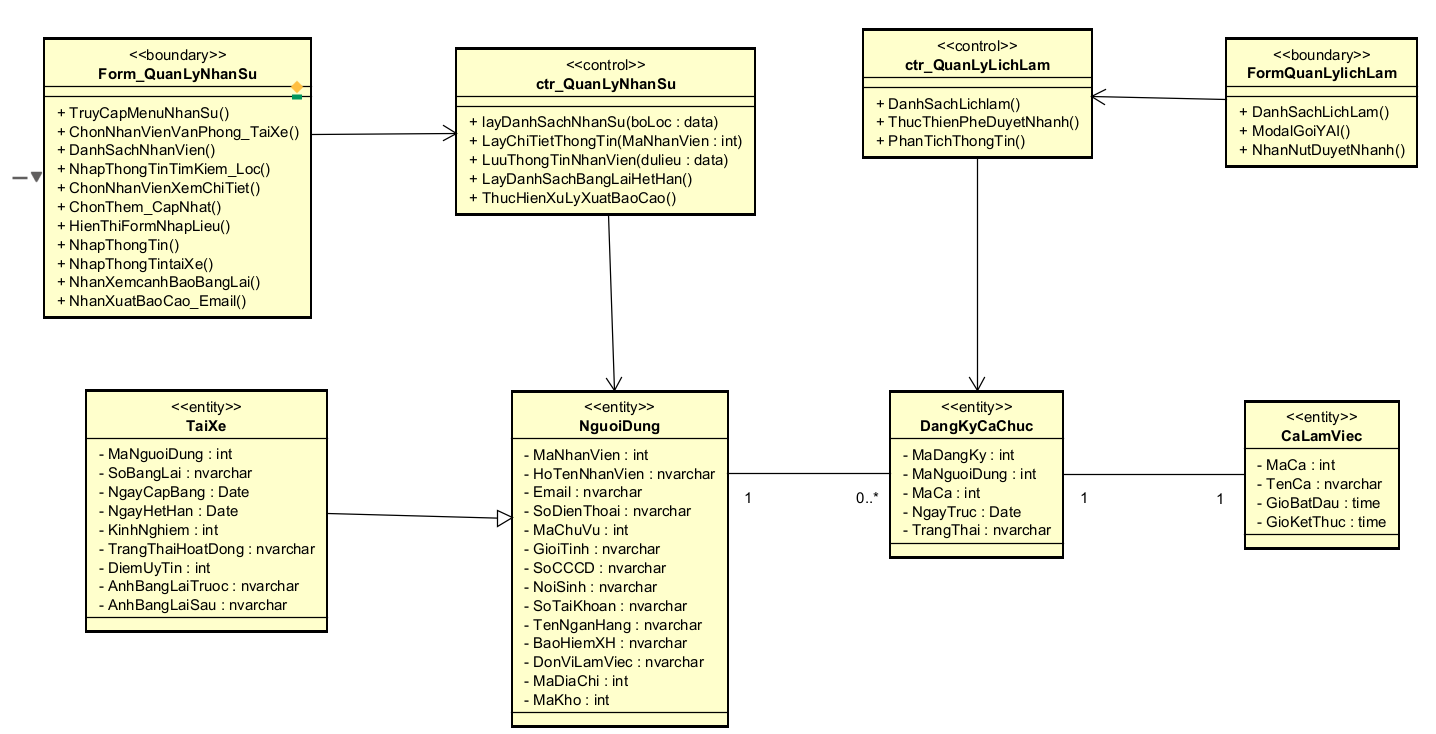 <<boundary>>
Form_QuanLyNhanSu
+ TruyCapMenuNhanSu()
+ ChonNhanVienVanPhong_TaiXe()
+ DanhSachNhanVien()
+ NhapThongTinTimKiem_Loc()
+ ChonNhanVienXemChiTiet()
+ ChonThem_CapNhat()
+ HienThiFormNhapLieu()
+ NhapThongTin()
+ NhapThongTintaiXe()
+ NhanXemcanhBaoBangLai()
+ NhanXuatBaoCao_Email()
<<control>>
ctr_QuanLyNhanSu
+ layDanhSachNhanSu(boLoc : data)
+ LayChiTietThongTin(MaNhanVien : int)
+ LuuThongTinNhanVien(dulieu : data)
+ LayDanhSachBangLaiHetHan()
+ ThucHienXuLyXuatBaoCao()
<<control>>
ctr_QuanLyLichLam
+ DanhSachLichlam()
+ ThucThienPheDuyetNhanh()
+ PhanTichThongTin()
<<boundary>>
FormQuanLylichLam
+ DanhSachLichLam()
+ ModalGoiYAI()
+ NhanNutDuyetNhanh()
<<entity>>
TaiXe
- MaNguoiDung : int
- SoBangLai : nvarchar
- NgayCapBang : Date
- NgayHetHan : Date
- KinhNghiem : int
- TrangThaiHoatDong : nvarchar
- DiemUyTin : int
- AnhBangLaiTruoc : nvarchar
- AnhBangLaiSau : nvarchar
<<entity>>
NguoiDung
- MaNhanVien : int
- HoTenNhanVien : nvarchar
- Email : nvarchar
- SoDienThoai : nvarchar
- MaChuVu : int
- GioiTinh : nvarchar
- SoCCCD : nvarchar
- NoiSinh : nvarchar
- SoTaiKhoan : nvarchar
- TenNganHang : nvarchar
- BaoHiemXH : nvarchar
- DonViLamViec : nvarchar
- MaDiaChi : int
- MaKho : int
1
0..*
<<entity>>
DangKyCaChuc
- MaDangKy : int
- MaNguoiDung : int
- MaCa : int
- NgayTruc : Date
- TrangThai : nvarchar
1
1
<<entity>>
CaLamViec
- MaCa : int
- TenCa : nvarchar
- GioBatDau : time
- GioKetThuc : time